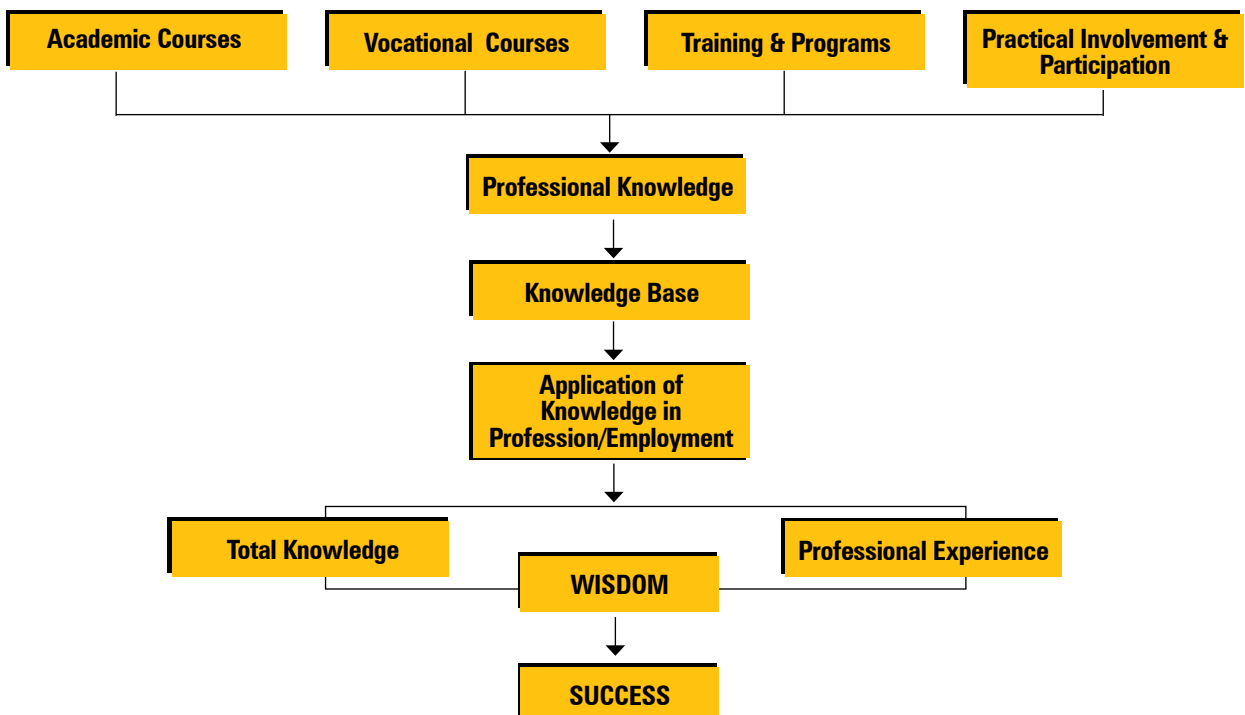 Academic Courses
Vocational Courses
Training & Programs
Practical Involvement &
Participation
Professional Knowledge
Knowledge Base
Application of
Knowledge in
Profession/Employment
Total Knowledge
Professional Experience
WISDOM
SUCCESS